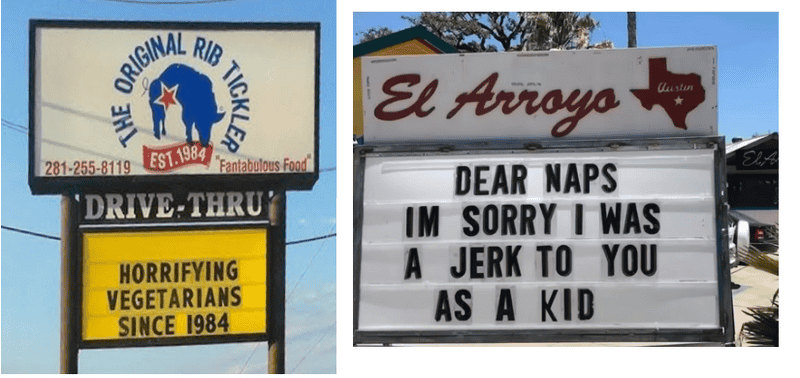 THE ORIGINAL RIB TICKLER
EST.1984
281-255-8119 "Fantabulous Food"
DRIVE-THRU
HORRIFYING
VEGETARIANS
SINCE 1984
El Arroyo
Austin
DEAR NAPS
IM SORRY I WAS
A JERK TO YOU
AS A KID